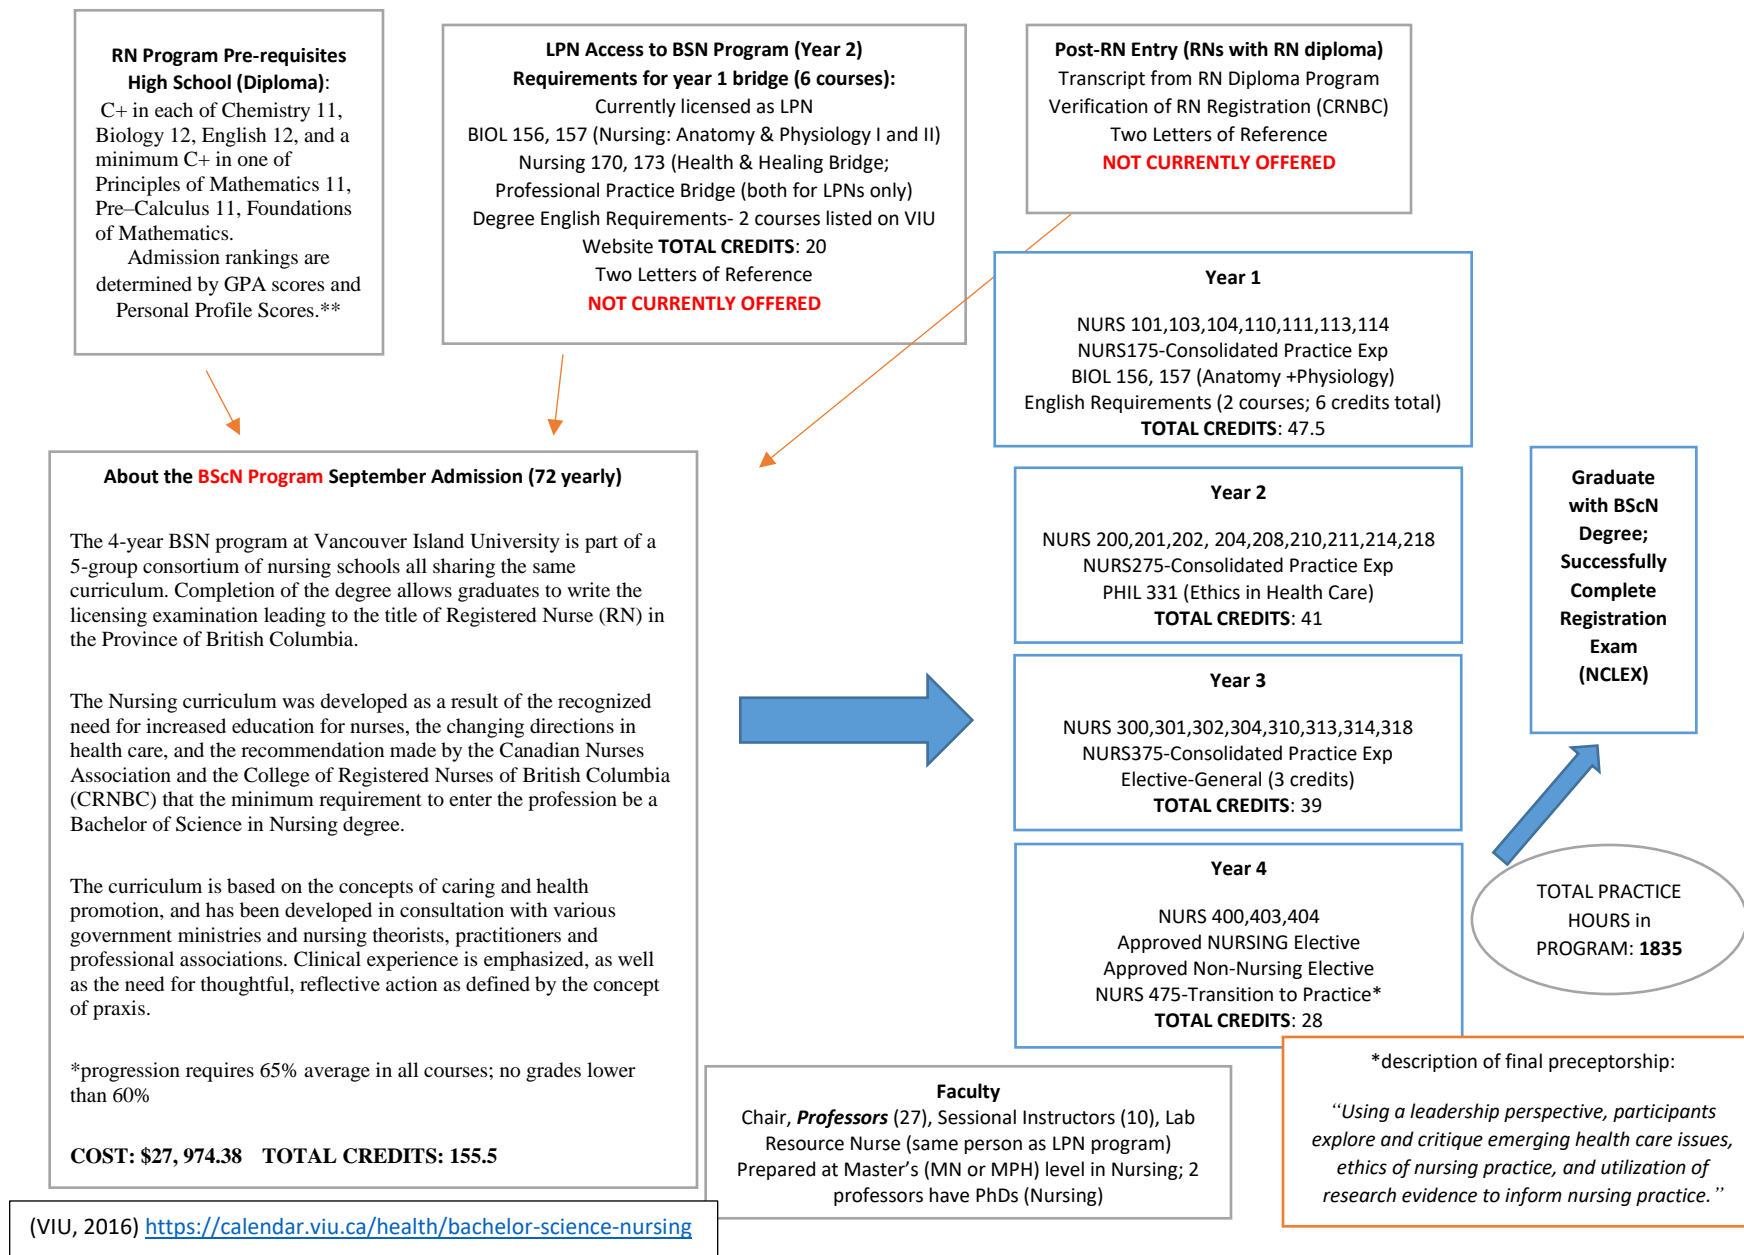 RN Program Pre-requisites
High School (Diploma):
C+ in each of Chemistry 11,
Biology 12, English 12, and a
minimum C+ in one of
Principles of Mathematics 11,
Pre–Calculus 11, Foundations
of Mathematics.
Admission rankings are
determined by GPA scores and
Personal Profile Scores.**
LPN Access to BSN Program (Year 2)
Requirements for year 1 bridge (6 courses):
Currently licensed as LPN
BIOL 156, 157 (Nursing: Anatomy & Physiology I and II)
Nursing 170, 173 (Health & Healing Bridge;
Professional Practice Bridge (both for LPNs only)
Degree English Requirements- 2 courses listed on VIU
Website TOTAL CREDITS: 20
Two Letters of Reference
NOT CURRENTLY OFFERED
Post-RN Entry (RNs with RN diploma)
Transcript from RN Diploma Program
Verification of RN Registration (CRNBC)
Two Letters of Reference
NOT CURRENTLY OFFERED
About the BScN Program September Admission (72 yearly)
The 4-year BSN program at Vancouver Island University is part of a
5-group consortium of nursing schools all sharing the same
curriculum. Completion of the degree allows graduates to write the
licensing examination leading to the title of Registered Nurse (RN) in
the Province of British Columbia.
The Nursing curriculum was developed as a result of the recognized
need for increased education for nurses, the changing directions in
health care, and the recommendation made by the Canadian Nurses
Association and the College of Registered Nurses of British Columbia
(CRNBC) that the minimum requirement to enter the profession be a
Bachelor of Science in Nursing degree.
The curriculum is based on the concepts of caring and health
promotion, and has been developed in consultation with various
government ministries and nursing theorists, practitioners and
professional associations. Clinical experience is emphasized, as well
as the need for thoughtful, reflective action as defined by the concept
of praxis.
*progression requires 65% average in all courses; no grades lower
than 60%
COST: $27, 974.38 TOTAL CREDITS: 155.5
Year 1
NURS 101,103,104,110,111,113,114
NURS175-Consolidated Practice Exp
BIOL 156, 157 (Anatomy +Physiology)
English Requirements (2 courses; 6 credits total)
TOTAL CREDITS: 47.5
Year 2
NURS 200,201,202, 204,208,210,211,214,218
NURS275-Consolidated Practice Exp
PHIL 331 (Ethics in Health Care)
TOTAL CREDITS: 41
Year 3
NURS 300,301,302,304,310,313,314,318
NURS375-Consolidated Practice Exp
Elective-General (3 credits)
TOTAL CREDITS: 39
Year 4
NURS 400,403,404
Approved NURSING Elective
Approved Non-Nursing Elective
NURS 475-Transition to Practice*
TOTAL CREDITS: 28
Graduate
with BScN
Degree;
Successfully
Complete
Registration
Exam
(NCLEX)
TOTAL PRACTICE
HOURS in
PROGRAM: 1835
*description of final preceptorship:
“Using a leadership perspective, participants
explore and critique emerging health care issues,
ethics of nursing practice, and utilization of
research evidence to inform nursing practice.”
Faculty
Chair, Professors (27), Sessional Instructors (10), Lab
Resource Nurse (same person as LPN program)
Prepared at Master’s (MN or MPH) level in Nursing; 2
professors have PhDs (Nursing)
(VIU, 2016) https://calendar.viu.ca/health/bachelor-science-nursing